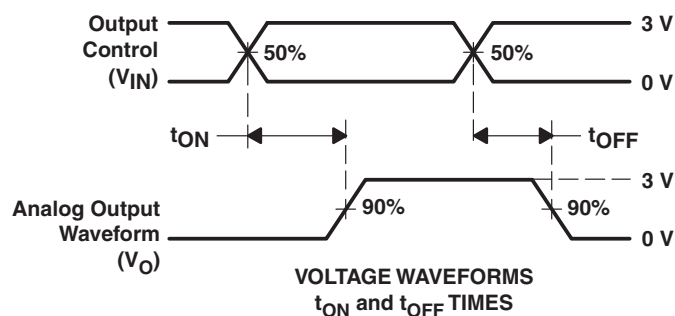 Output
Control
(VIN)
50%
50%
3 V
0 V
tON
tOFF
Analog Output
Waveform
(VO)
90%
90%
3 V
0 V
VOLTAGE WAVEFORMS
tON and tOFF TIMES